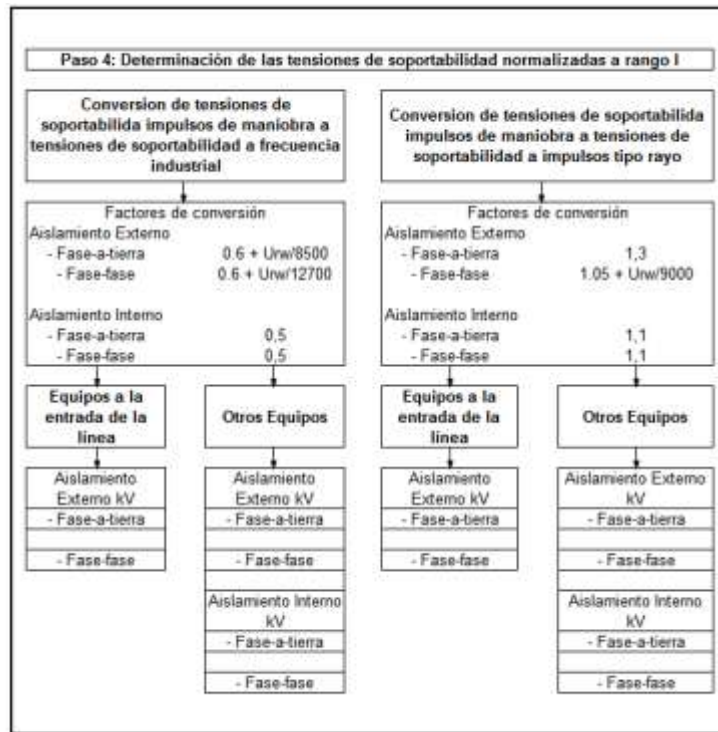 Paso 4: Determinación de las tensiones de soportabilidad normalizadas a rango I
Conversion de tensiones de
soportabilida impulsos de maniobra a
tensiones de soportabilidad a frecuencia
industrial
Factores de conversión
Aislamiento Externo
- Fase-a-tierra 0.6 + Urw/8500
- Fase-fase 0.6 + Urw/12700
Aislamiento Interno
- Fase-a-tierra 0,5
- Fase-fase 0,5
Equipos a la
entrada de la
línea
Aislamiento
Externo kV
- Fase-a-tierra
- Fase-fase
Otros Equipos
Aislamiento
Externo kV
- Fase-a-tierra
- Fase-fase
Aislamiento Interno
kV
- Fase-a-tierra
- Fase-fase
Conversion de tensiones de soportabilida
impulsos de maniobra a tensiones de
soportabilidad a impulsos tipo rayo
Factores de conversión
Aislamiento Externo
- Fase-a-tierra 1,3
- Fase-fase 1.05 + Urw/9000
Aislamiento Interno
- Fase-a-tierra 1,1
- Fase-fase 1,1
Equipos a la
entrada de la
línea
Aislamiento
Externo kV
- Fase-a-tierra
- Fase-fase
Otros Equipos
Aislamiento Externo
kV
- Fase-a-tierra
- Fase-fase
Aislamiento Interno
kV
- Fase-a-tierra
- Fase-fase